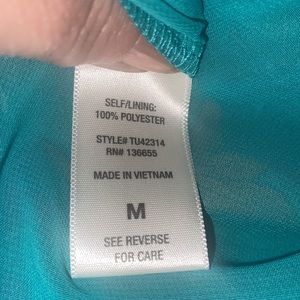 SELF/LINING:
100% POLYESTER
STYLE# TU42314
RN# 136655
MADE IN VIETNAM
M
SEE REVERSE
FOR CARE